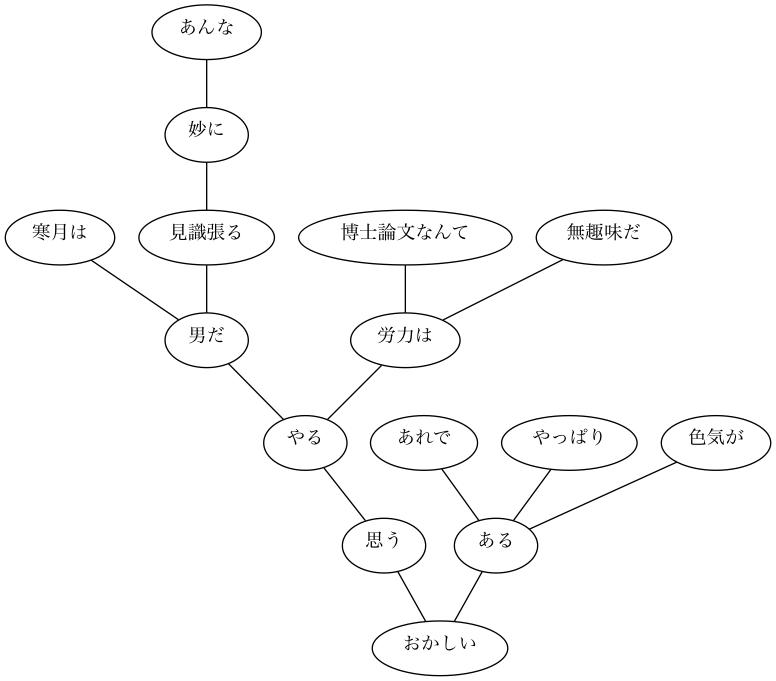 あんな
妙に
寒月は
見識張る
博士論文なんて
無趣味だ
男だ
労力は
やる
あれで
やっぱり
色気が
思う
ある
おかしい